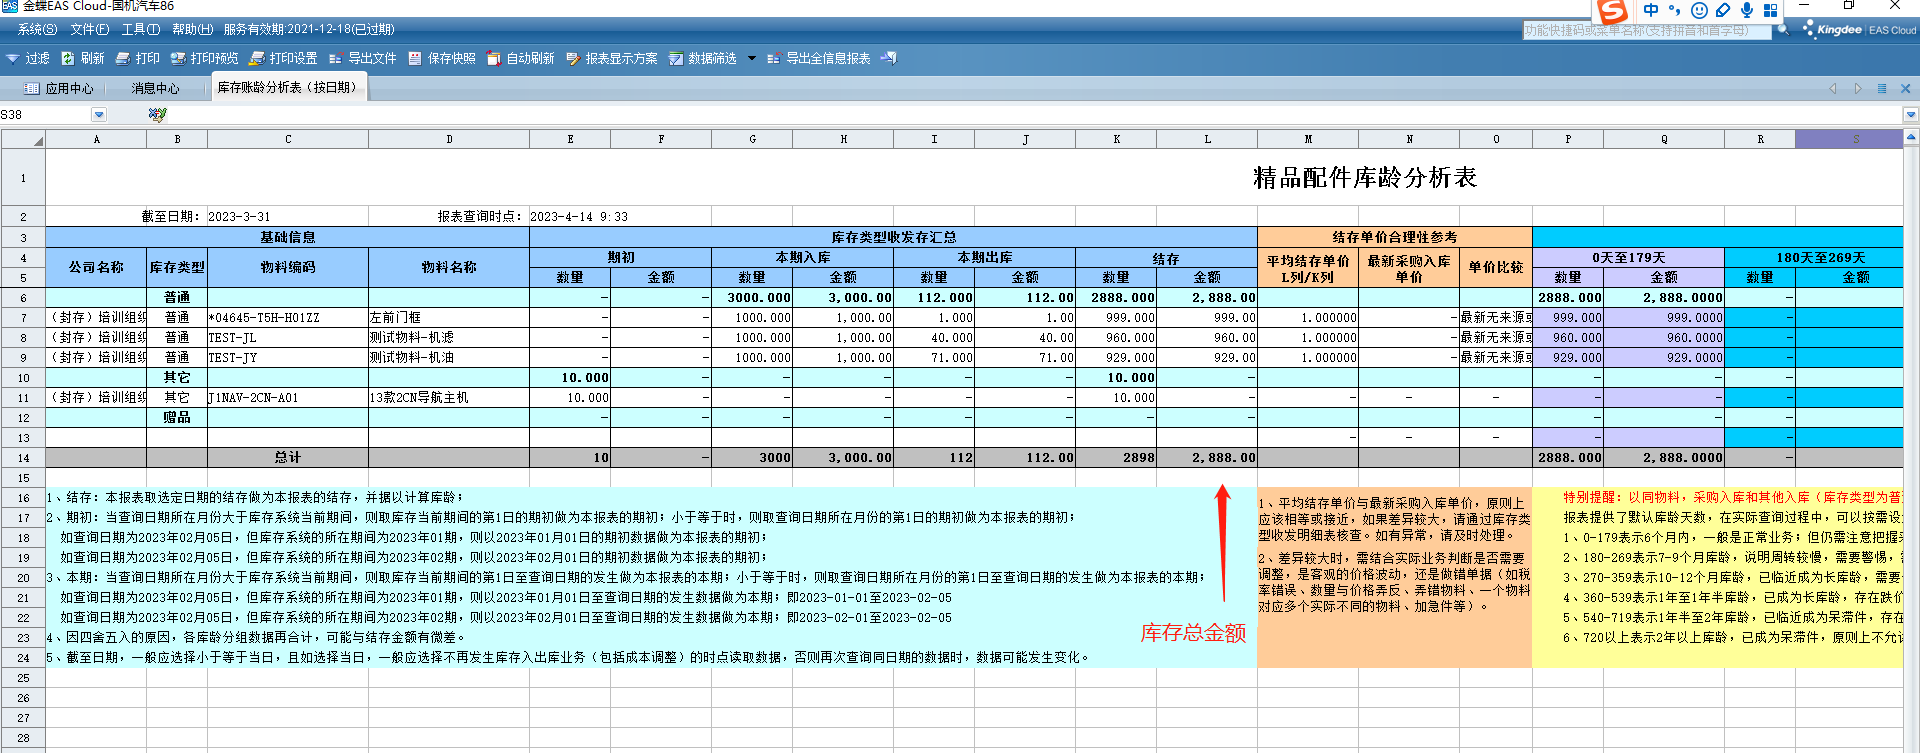 金蝶EAS Cloud-国机汽车86
系统(S) 文件(F) 工具(T) 帮助(H) 服务有效期:2021-12-18(已过期)
中
功能快捷码或菜单名称(支持拼音和首字母)
Kingdee | EAS Cloud
过滤 刷新 打印 打印预览 打印设置 导出文件 保存快照 自动刷新 报表显示方案 数据筛选 导出全信息报表
应用中心 消息中心 库存账龄分析表（按日期）
S38
A B C D E F G H I J K L M N O P Q R S
1 精品配件库龄分析表
2 截至日期: 2023-3-31 报表查询时点: 2023-4-14 9:33
3 基础信息 库存类型收发存汇总 结存单价合理性参考
4 公司名称 库存类型 物料编码 物料名称 期初 本期入库 本期出库 结存 平均结存单价 L列/K列 最新采购入库单价 单价比较 0天至179天 180天至269天
5 数量 金额 数量 金额 数量 金额 数量 金额 数量 金额 数量 金额
6 普通 - - 3000.000 3,000.00 112.000 112.00 2888.000 2,888.00 2888.000 2,888.0000 -
7 （封存）培训组织 普通 *04645-T5H-H01ZZ 左前门框 - - 1000.000 1,000.00 1.000 1.00 999.000 999.00 1.000000 - 最新无来源或 999.000 999.0000 -
8 （封存）培训组织 普通 TEST-JL 测试物料-机滤 - - 1000.000 1,000.00 40.000 40.00 960.000 960.00 1.000000 - 最新无来源或 960.000 960.0000 -
9 （封存）培训组织 普通 TEST-JY 测试物料-机油 - - 1000.000 1,000.00 71.000 71.00 929.000 929.00 1.000000 - 最新无来源或 929.000 929.0000 -
10 其它 10.000 - - - - - 10.000 - - - -
11 （封存）培训组织 其它 J1NAV-2CN-A01 13款2CN导航主机 10.000 - - - - - 10.000 - - - - - - -
12 赠品 - - - - - - - - - - -
13 - - - - -
14 总计 10 - 3000 3,000.00 112 112.00 2898 2,888.00 2888.000 2,888.0000 -
15
16 1、结存: 本报表取选定日期的结存做为本报表的结存，并据以计算库龄;
17 2、期初: 当查询日期所在月份大于库存系统当前期间，则取库存当前期间的第1日的期初做为本报表的期初; 小于等于时，则取查询日期所在月份的第1日的期初做为本报表的期初;
18 如查询日期为2023年02月05日，但库存系统的所在期间为2023年01期，则以2023年01月01日的期初数据做为本报表的期初;
19 如查询日期为2023年02月05日，但库存系统的所在期间为2023年02期，则以2023年02月01日的期初数据做为本报表的期初;
20 3、本期: 当查询日期所在月份大于库存系统当前期间，则取库存当前期间的第1日至查询日期的发生做为本报表的本期; 小于等于时，则取查询日期所在月份的第1日至查询日期的发生做为本报表的本期;
21 如查询日期为2023年02月05日，但库存系统的所在期间为2023年01期，则以2023年01月01日至查询日期的发生数据做为本期; 即2023-01-01至2023-02-05
22 如查询日期为2023年02月05日，但库存系统的所在期间为2023年02期，则以2023年02月01日至查询日期的发生数据做为本期; 即2023-02-01至2023-02-05
23 4、因四舍五入的原因，各库龄分组数据再合计，可能与结存金额有微差。
24 5、截至日期，一般应选择小于等于当日，且如选择当日，一般应选择不再发生库存入出库业务（包括成本调整）的时点读取数据，否则再次查询同日期的数据时，数据可能发生变化。
25
26
27
28
库存总金额
1、平均结存单价与最新采购入库单价，原则上
应该相等或接近，如果差异较大，请通过库存类
型收发明细表核查。如有异常，请及时处理。
2、差异较大时，需结合实际业务判断是否需要
调整，是客观的价格波动，还是做错单据（如税
率错误、数量与价格弄反、弄错物料、一个物料
对应多个实际不同的物料、加急件等）。
特别提醒: 以同物料，采购入库和其他入库（库存类型为普
报表提供了默认库龄天数，在实际查询过程中，可以按需设
1、0-179表示6个月内，一般是正常业务; 但仍需注意把握
2、180-269表示7-9个月库龄，说明周转较慢，需要警惕，
3、270-359表示10-12个月库龄，已临近成为长库龄，需要
4、360-539表示1年至1年半库龄，已成为长库龄，存在跌价
5、540-719表示1年半至2年库龄，已临近成为呆滞件，存在
6、720以上表示2年以上库龄，已成为呆滞件，原则上不允